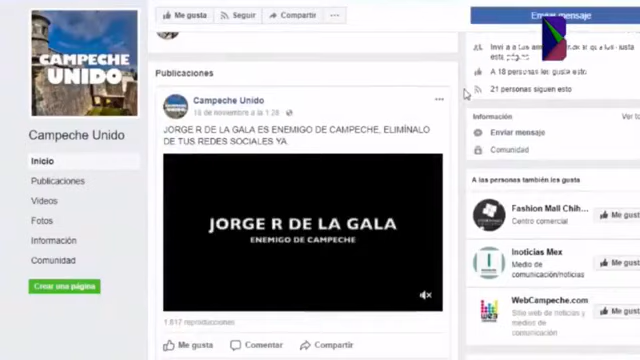 Me gusta
Seguir
Compartir
Enviar mensaje
CAMPECHE
UNIDO
Campeche Unido
Inicio
Publicaciones
Videos
Fotos
Información
Comunidad
Crear una página
Publicaciones
Campeche Unido
16 de noviembre a la 1:28
JORGE R DE LA GALA ES ENEMIGO DE CAMPECHE, ELIMÍNALO
DE TUS REDES SOCIALES YA.
JORGE R DE LA GALA
ENEMIGO DE CAMPECHE
reproducciones
Me gusta
Comentar
Compartir
esta página
A 18 personas les gusta esto
21 personas siguen esto
Información
Ver to
Enviar mensaje
Comunidad
A las personas también les gusta
Fashion Mall Chih...
Centro comercial
Me gust
Inoticias Mex
Medio de
comunicación/noticias
Me gust
WebCampeche.com
Sitio web de noticias y
medios de
comunicación
Me gust